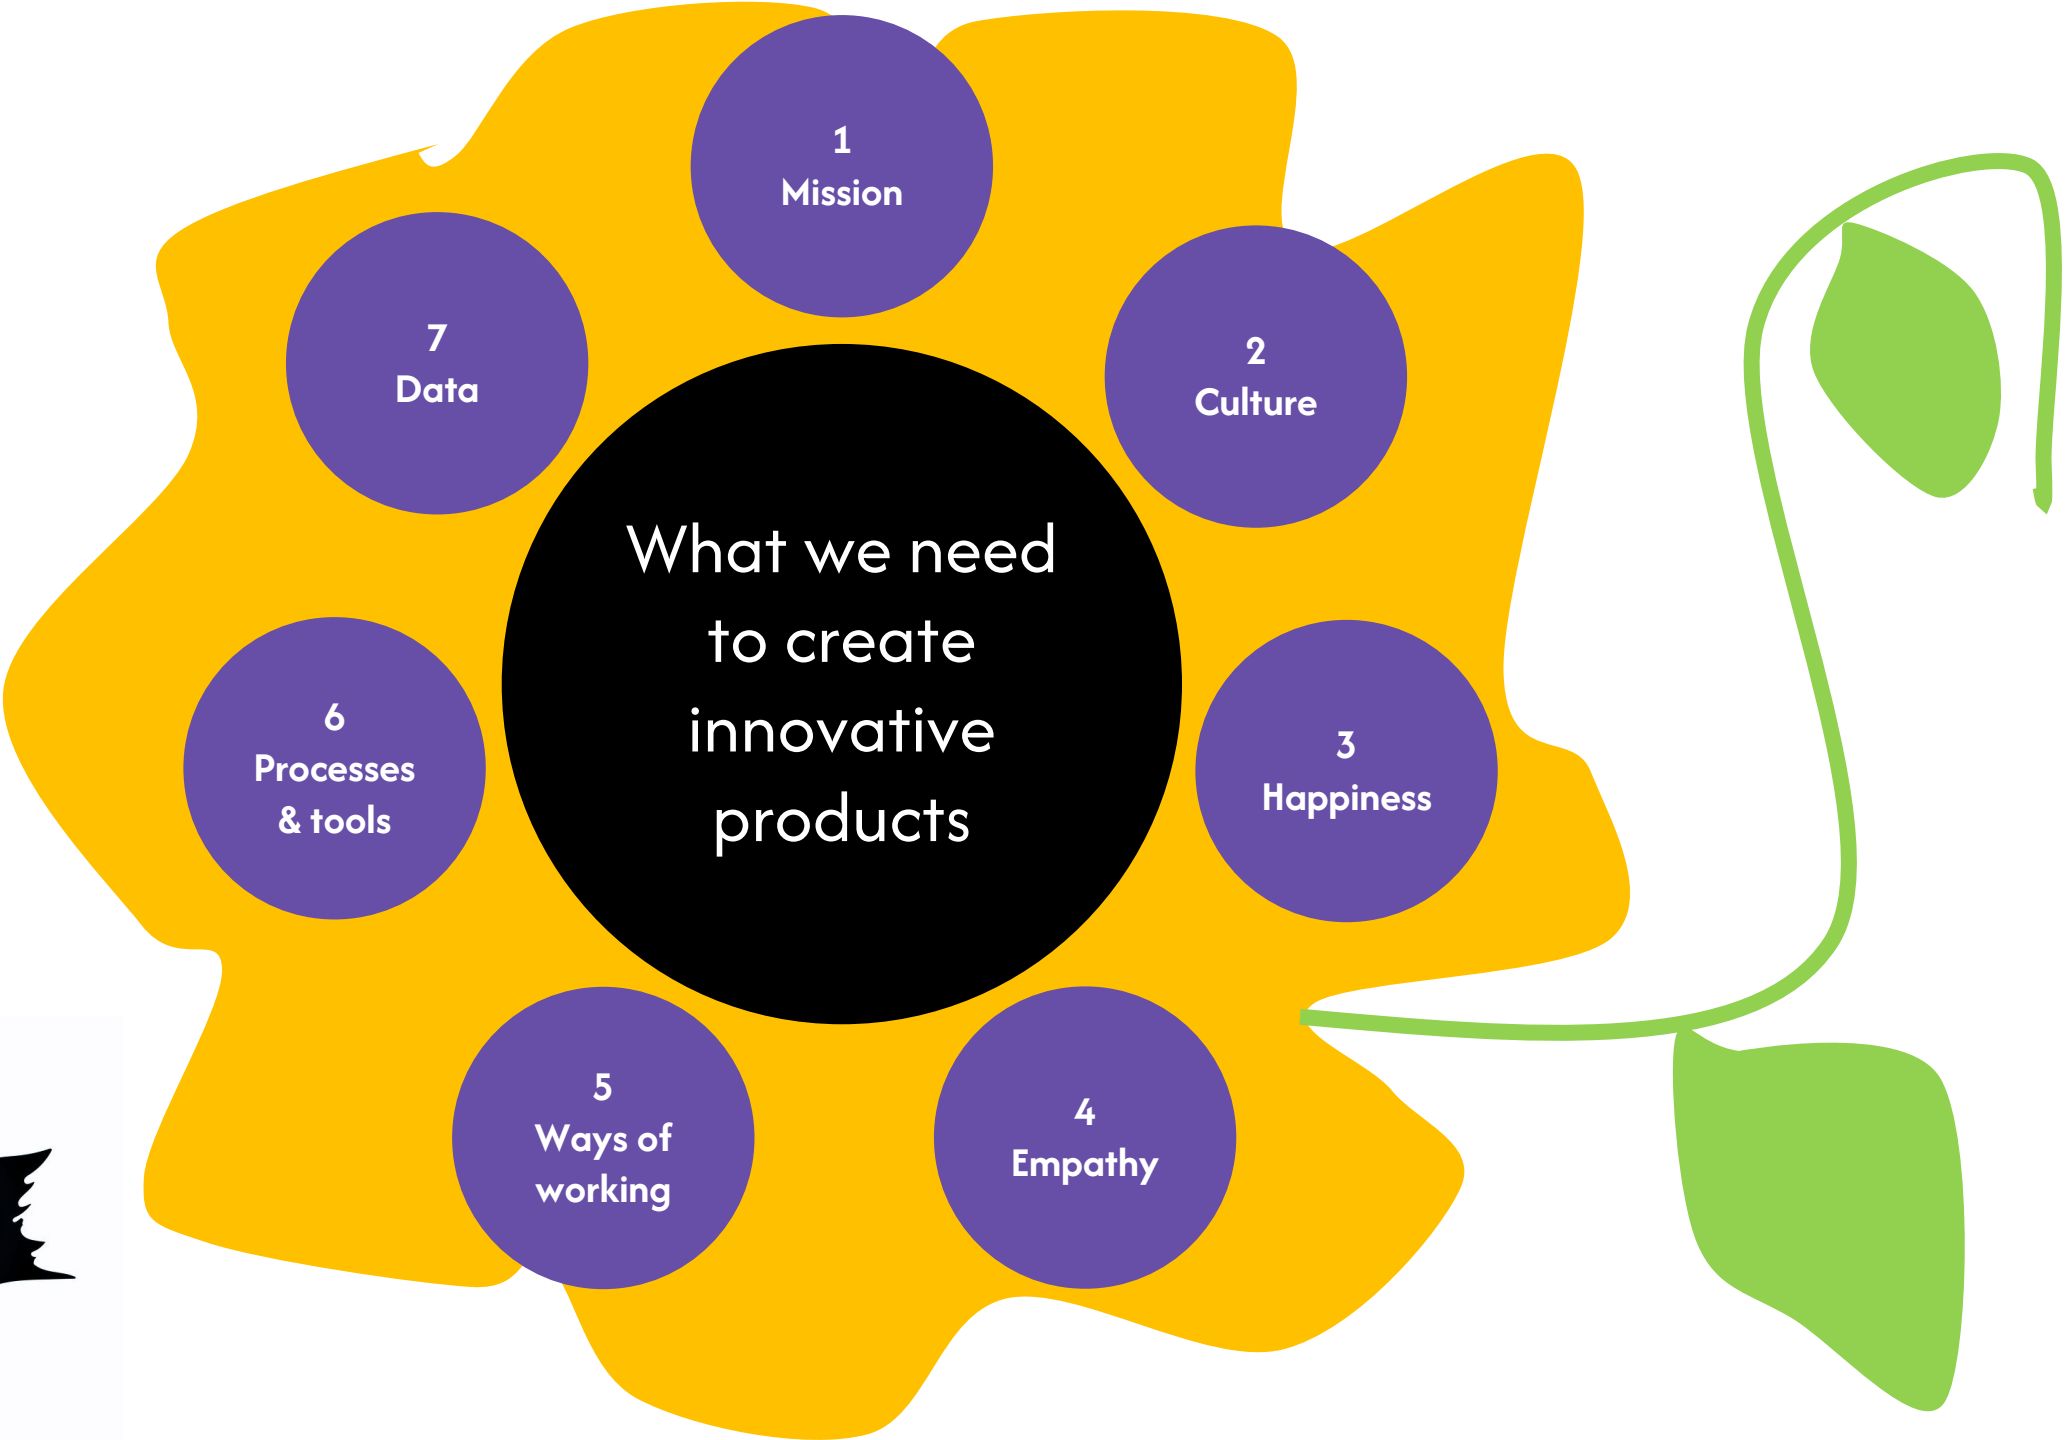 What we need
to create
innovative
products
1
Mission
2
Culture
3
Happiness
4
Empathy
5
Ways of
working
6
Processes
& tools
7
Data